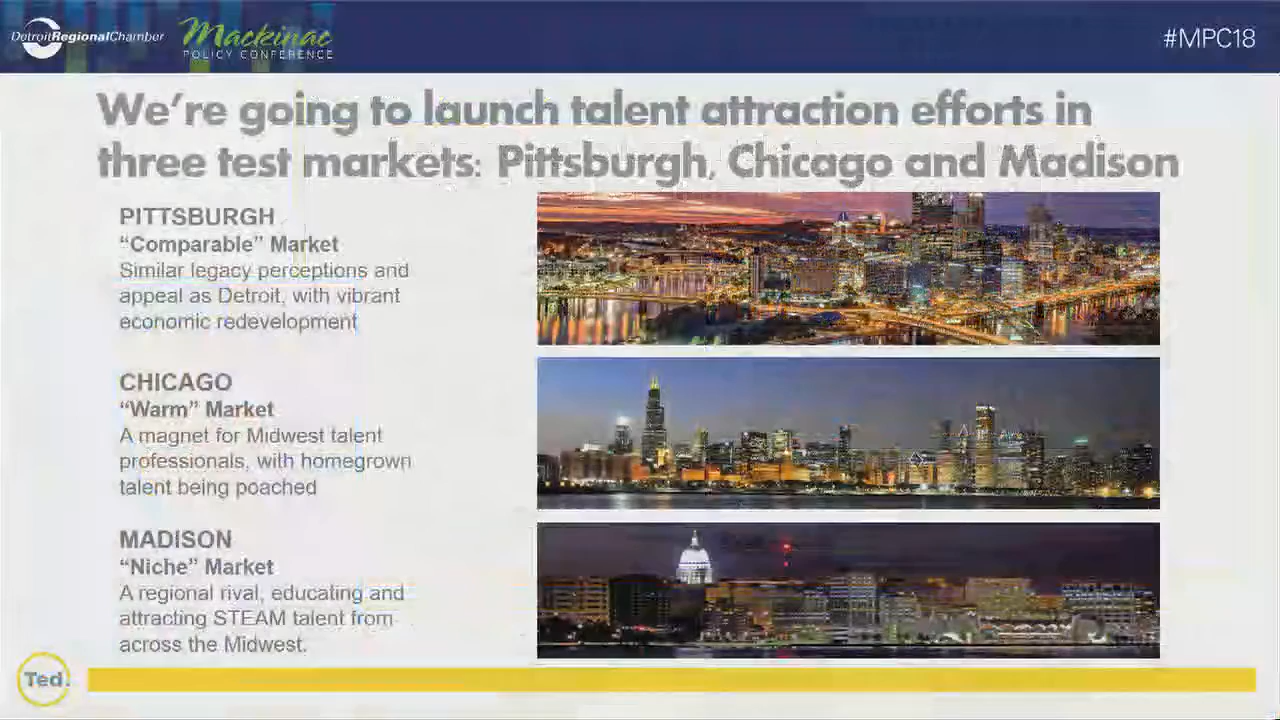 DetroitRegionalChamber
Mackinac
POLICY CONFERENCE
#MPC18
We’re going to launch talent attraction efforts in
three test markets: Pittsburgh, Chicago and Madison
PITTSBURGH
“Comparable” Market
Similar legacy perceptions and
appeal as Detroit, with vibrant
economic redevelopment
CHICAGO
“Warm” Market
A magnet for Midwest talent
professionals, with homegrown
talent being poached
MADISON
“Niche” Market
A regional rival, educating and
attracting STEAM talent from
across the Midwest.
Ted.